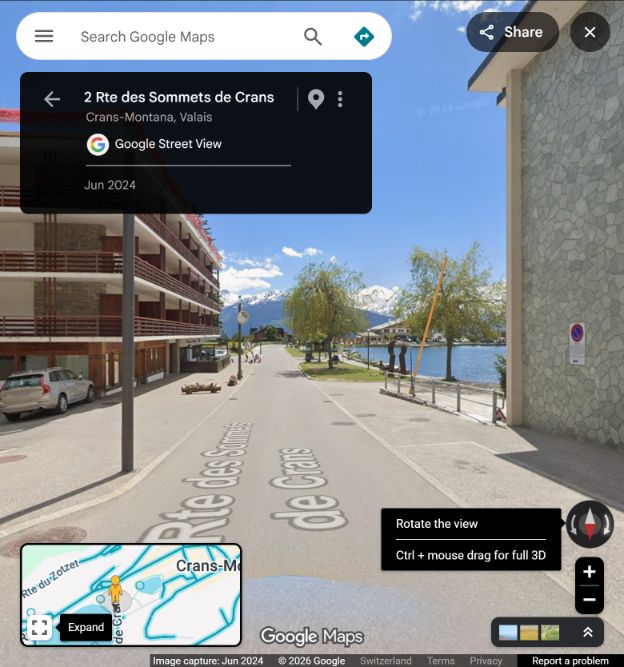 Search Google Maps
Share
2 Rte des Sommets de Crans
Crans-Montana, Valais
Google Street View
Jun 2024
© 2024 Google
Rte des Sommets
de Crans
Rotate the view
Ctrl + mouse drag for full 3D
Rte du Zotzet
Crans-Mo
de Crans
Expand
Google Maps
Image capture: Jun 2024 © 2026 Google Switzerland Terms Privacy Report a problem